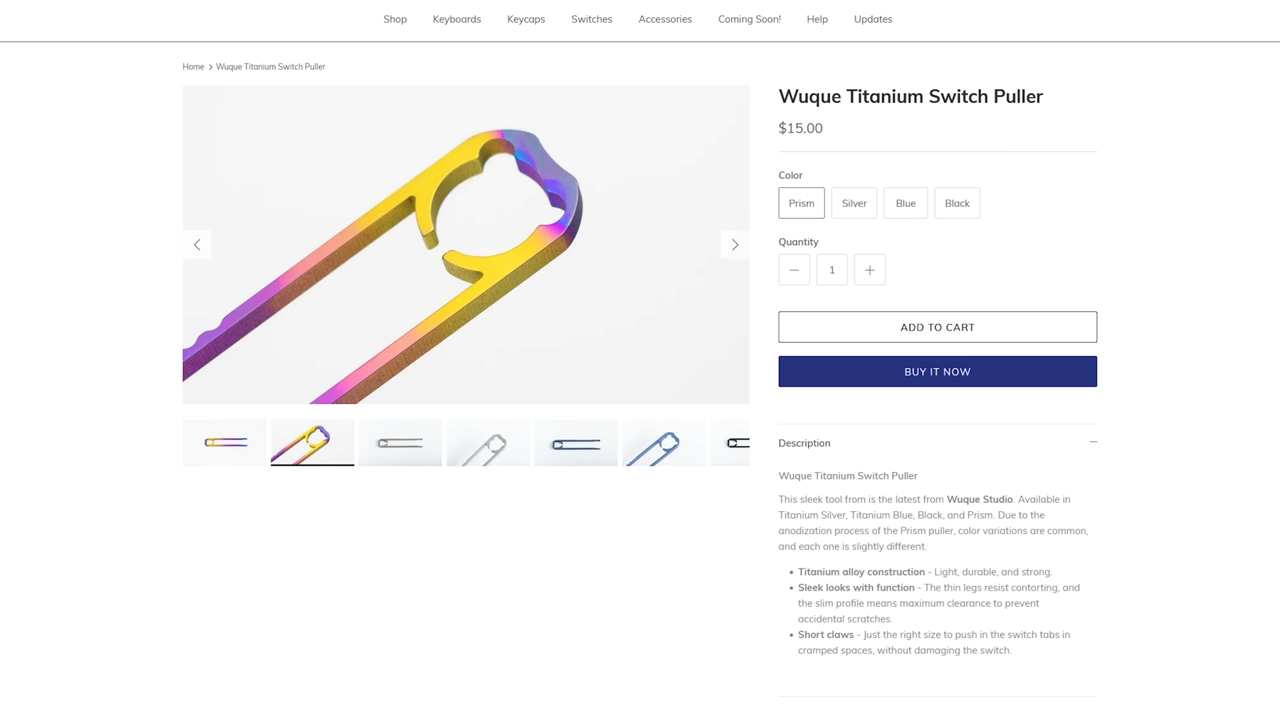 Shop Keyboards Keycaps Switches Accessories Coming Soon! Help Updates
Home > Wuque Titanium Switch Puller
Wuque Titanium Switch Puller
$15.00
Color
Prism Silver Blue Black
Quantity
1
ADD TO CART
BUY IT NOW
Description
Wuque Titanium Switch Puller
This sleek tool from is the latest from Wuque Studio. Available in
Titanium Silver, Titanium Blue, Black, and Prism. Due to the
anodization process of the Prism puller, color variations are common,
and each one is slightly different.
• Titanium alloy construction - Light, durable, and strong.
• Sleek looks with function - The thin legs resist contorting, and
the slim profile means maximum clearance to prevent
accidental scratches.
• Short claws - Just the right size to push in the switch tabs in
cramped spaces, without damaging the switch.